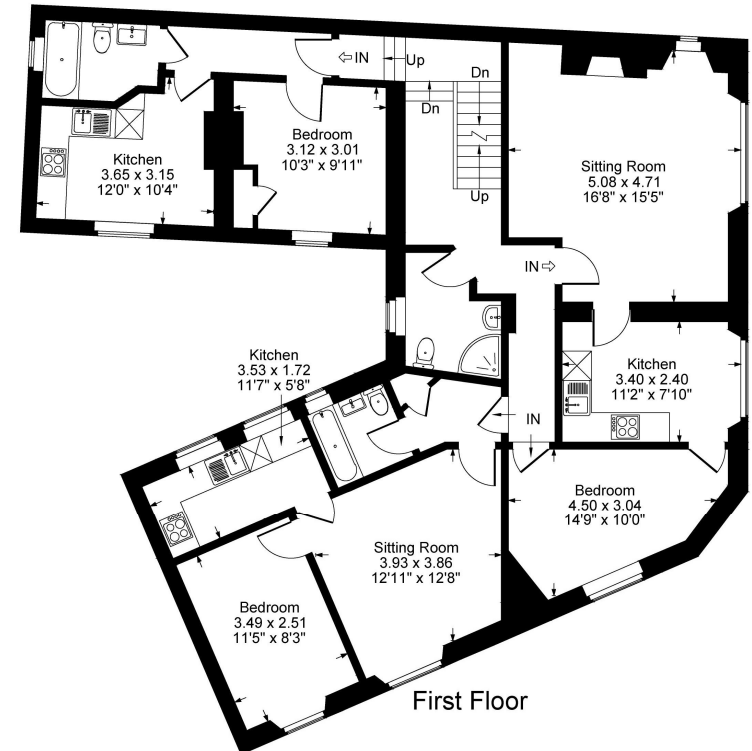 IN
Up
Dn
Dn
Up
Bedroom
3.12 x 3.01
10'3" x 9'11"
Kitchen
3.65 x 3.15
12'0" x 10'4"
Sitting Room
5.08 x 4.71
16'8" x 15'5"
IN
Kitchen
3.53 x 1.72
11'7" x 5'8"
Kitchen
3.40 x 2.40
11'2" x 7'10"
IN
Bedroom
4.50 x 3.04
14'9" x 10'0"
Sitting Room
3.93 x 3.86
12'11" x 12'8"
Bedroom
3.49 x 2.51
11'5" x 8'3"
First Floor